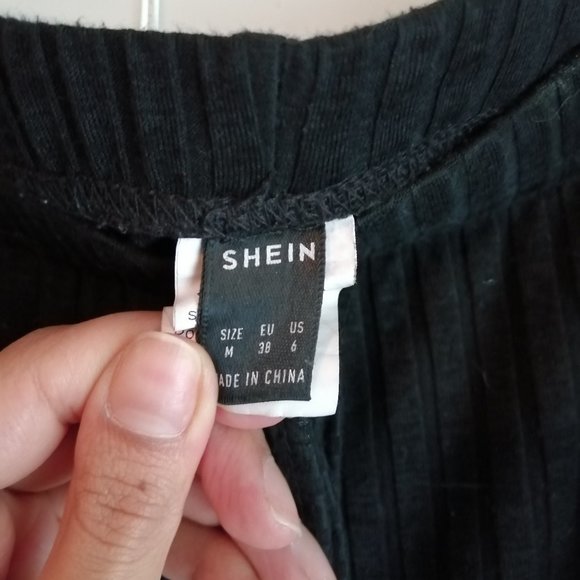 SHEIN
SIZE EU US
M 38 6
ADE IN CHINA